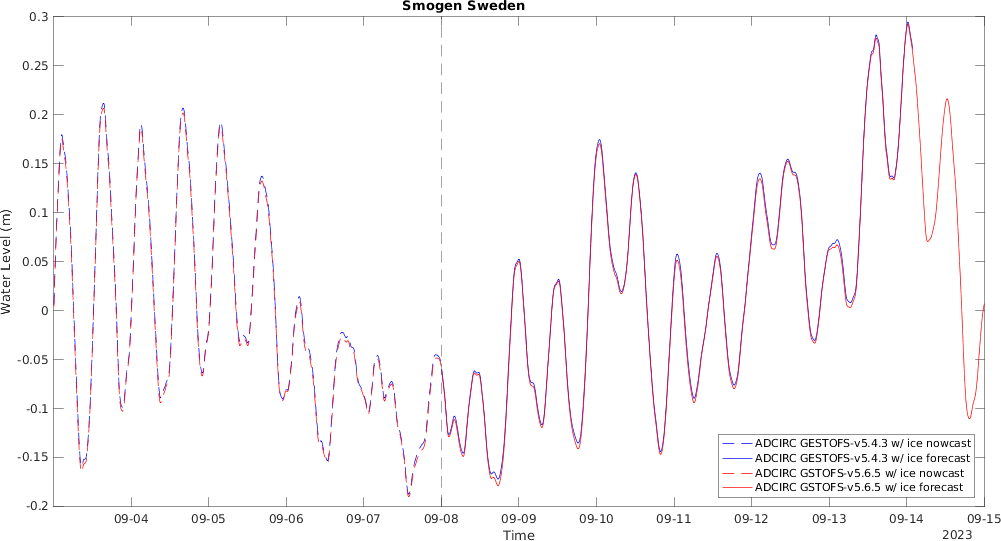 Smogen Sweden
0.3
0.25
0.2
0.15
0.1
0.05
0
-0.05
-0.1
-0.15
-0.2
Water Level (m)
ADCIRC GESTOFS-v5.4.3 w/ ice nowcast
ADCIRC GESTOFS-v5.4.3 w/ ice forecast
ADCIRC GSTOFS-v5.6.5 w/ ice nowcast
ADCIRC GSTOFS-v5.6.5 w/ ice forecast
09-04 09-05 09-06 09-07 09-08 09-09 09-10 09-11 09-12 09-13 09-14 09-15
Time
2023